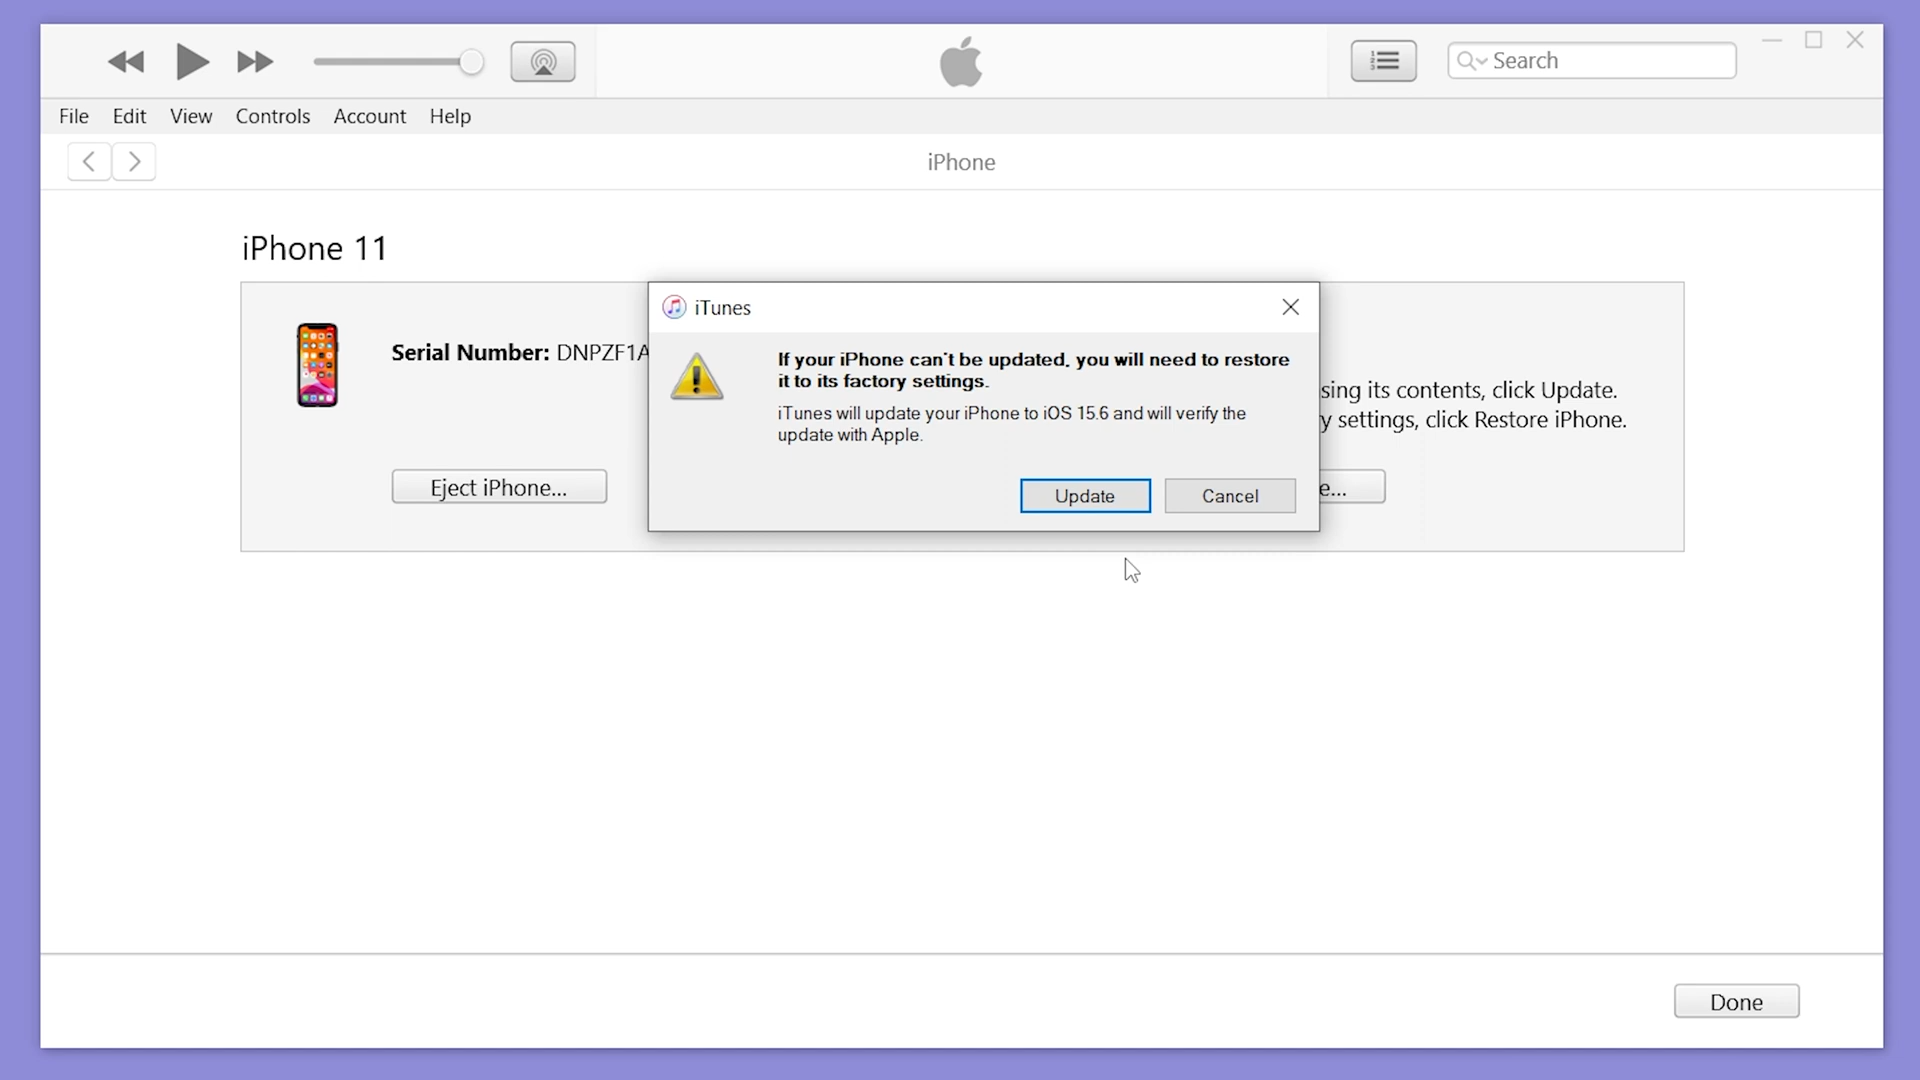 Search
File Edit View Controls Account Help
iPhone
iPhone 11
iTunes
Serial Number: DNPZF1A
If your iPhone can't be updated, you will need to restore
it to its factory settings.
iTunes will update your iPhone to iOS 15.6 and will verify the
update with Apple.
sing its contents, click Update.
y settings, click Restore iPhone.
Eject iPhone...
Update Cancel
e...
Done